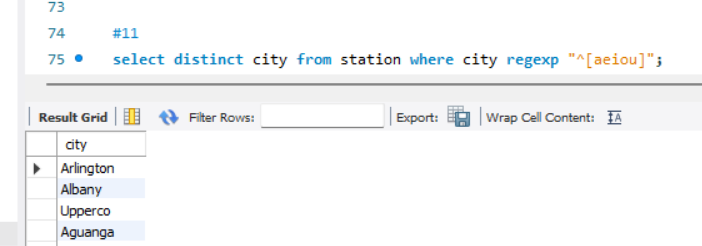 73
74 #11
75 select distinct city from station where city regexp "^[aeiou]";
Result Grid Filter Rows: Export: Wrap Cell Content: IA
city
Arlington
Albany
Upperco
Aguanga